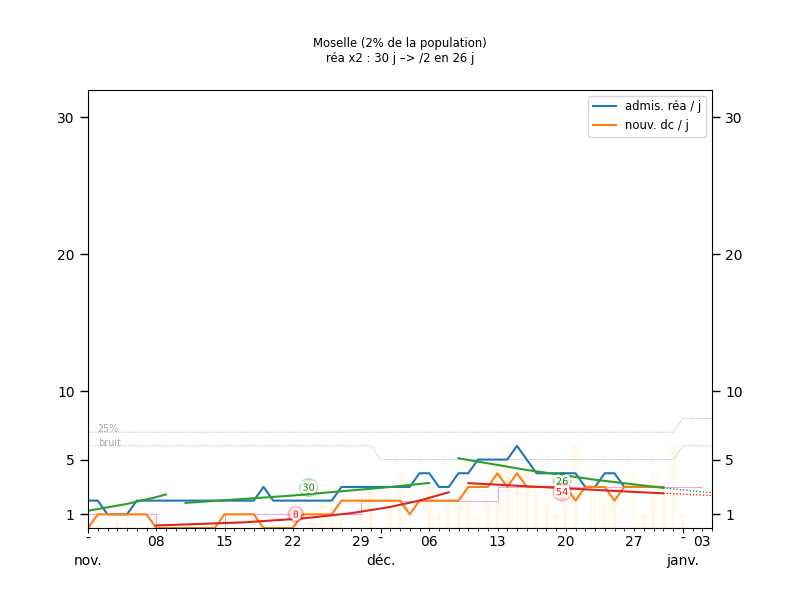 Moselle (2% de la population)
réa x2 : 30 j –> /2 en 26 j
admis. réa / j
nouv. dc / j
30 30
20 20
10 10
25%
bruit
5 5
30
26
54
8
1 1
- 08 15 22 29 - 06 13 20 27 - 03
nov. déc. janv.